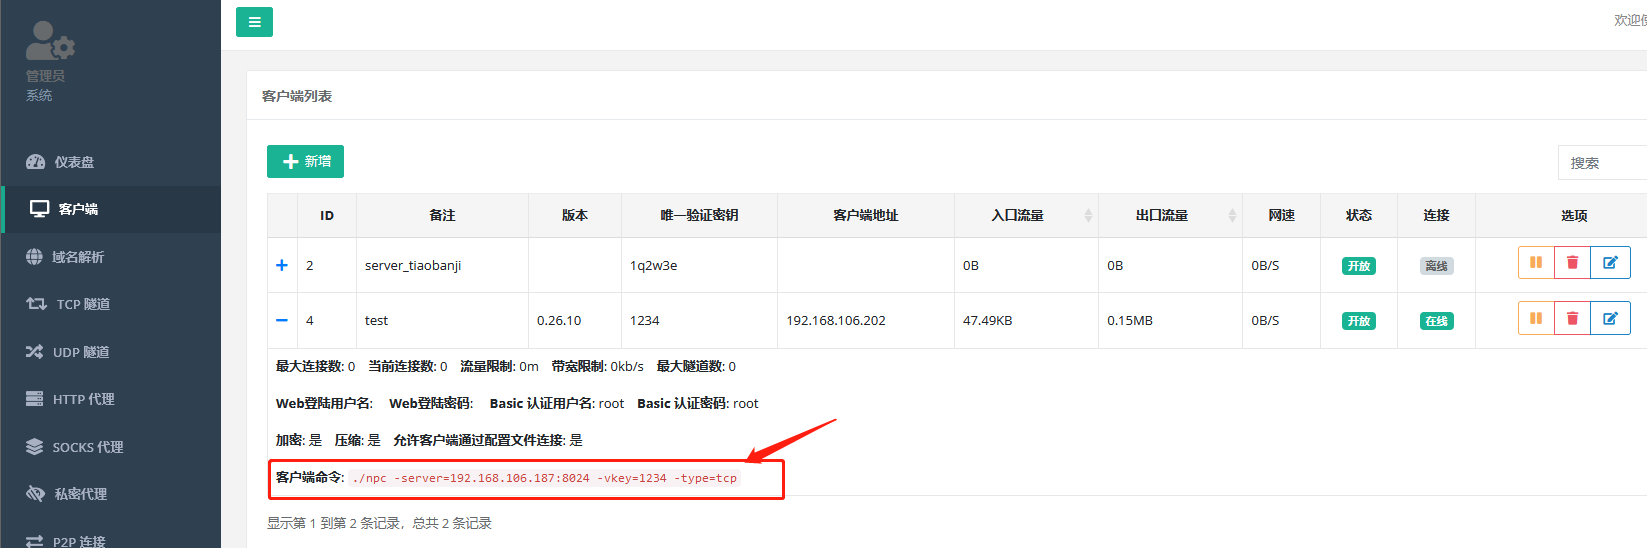 欢迎使
管理员
系统
仪表盘
客户端
域名解析
TCP 隧道
UDP 隧道
HTTP 代理
SOCKS 代理
私密代理
P2P 连接
客户端列表
新增
搜索
ID 备注 版本 唯一验证密钥 客户端地址 入口流量 出口流量 网速 状态 连接 选项
2 server_tiaobanji 1q2w3e 0B 0B 0B/S 开放 离线
4 test 0.26.10 1234 192.168.106.202 47.49KB 0.15MB 0B/S 开放 在线
最大连接数: 0 当前连接数: 0 流量限制: 0m 带宽限制: 0kb/s 最大隧道数: 0
Web登陆用户名: Web登陆密码: Basic 认证用户名: root Basic 认证密码: root
加密: 是 压缩: 是 允许客户端通过配置文件连接: 是
客户端命令: ./npc -server=192.168.106.187:8024 -vkey=1234 -type=tcp
显示第 1 到第 2 条记录，总共 2 条记录